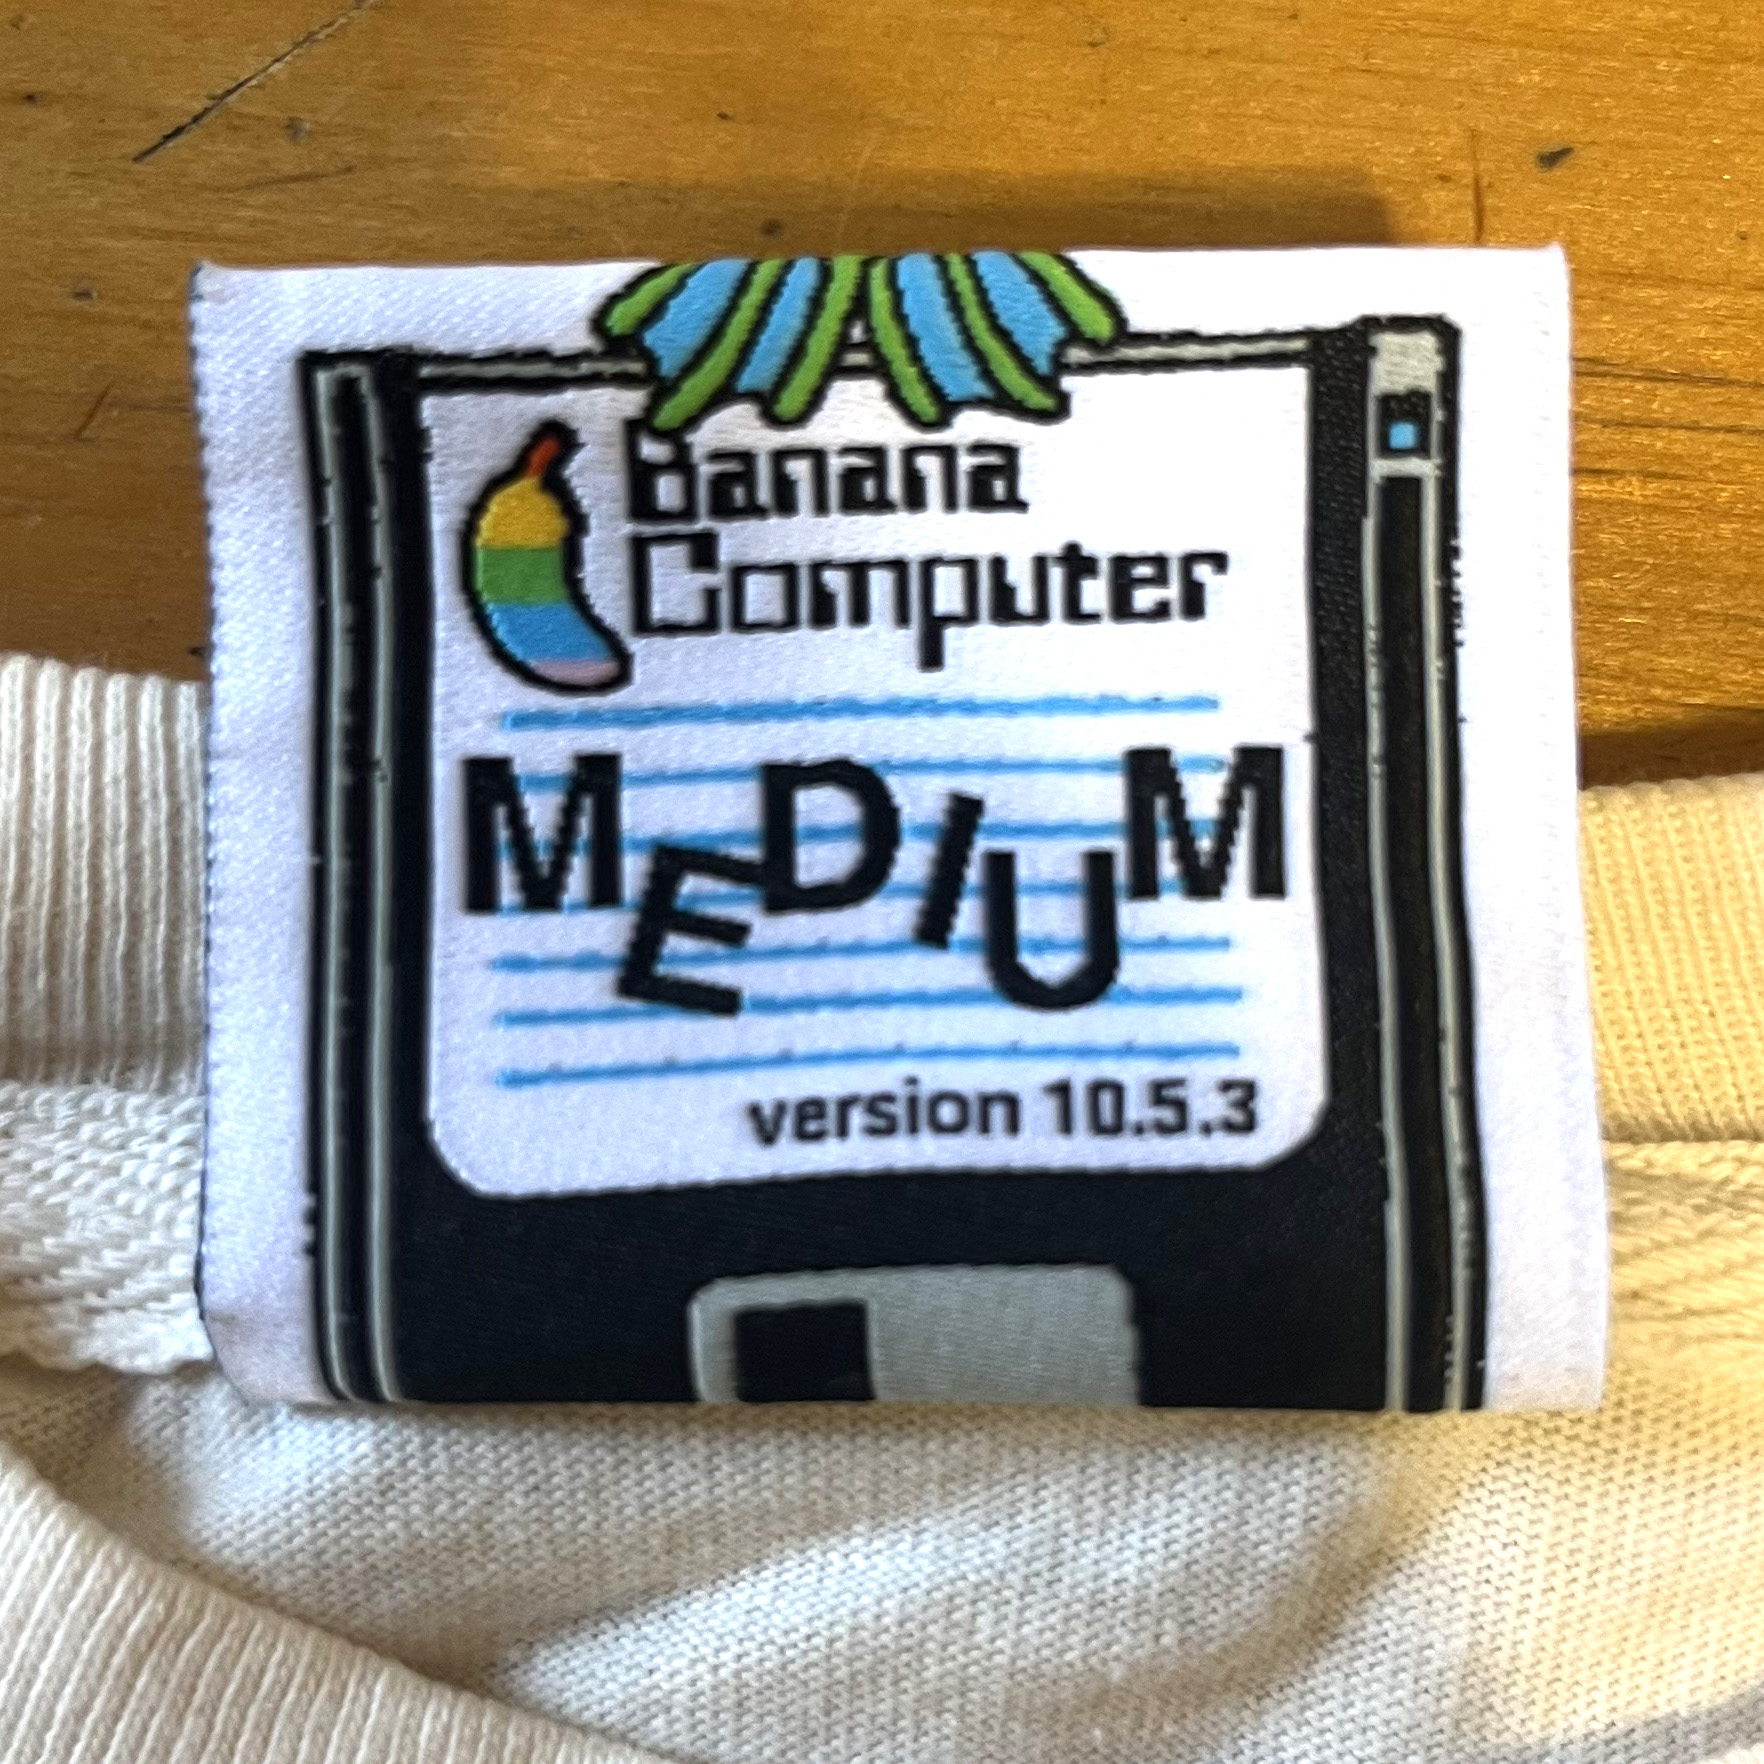 Banana
Computer
MEDIUM
version 10.5.3